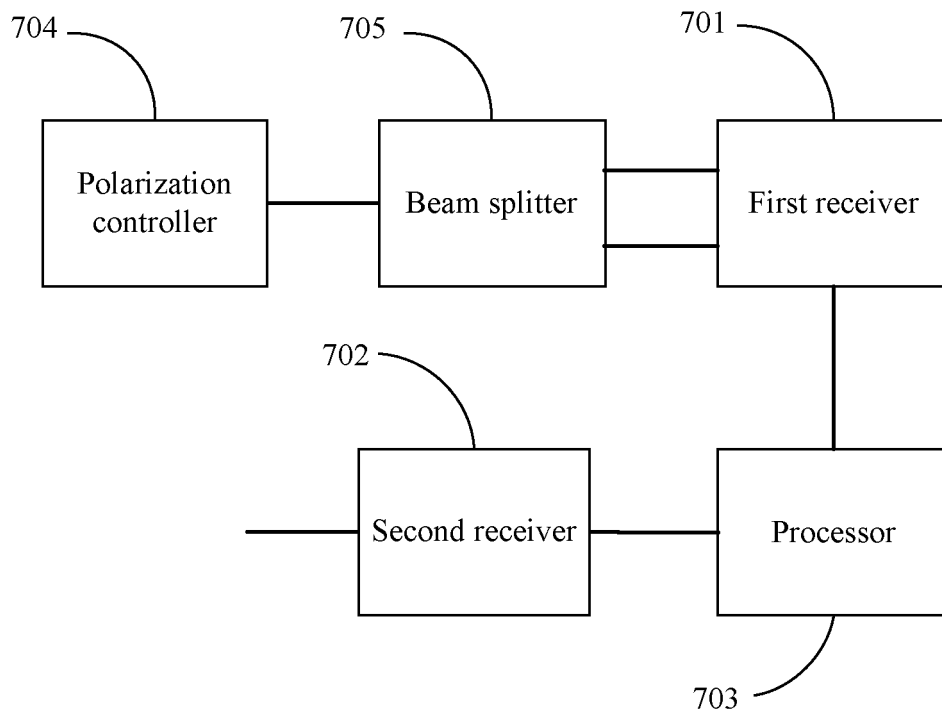 704
705
701
Polarization
controller
Beam splitter
First receiver
702
Second receiver
Processor
703